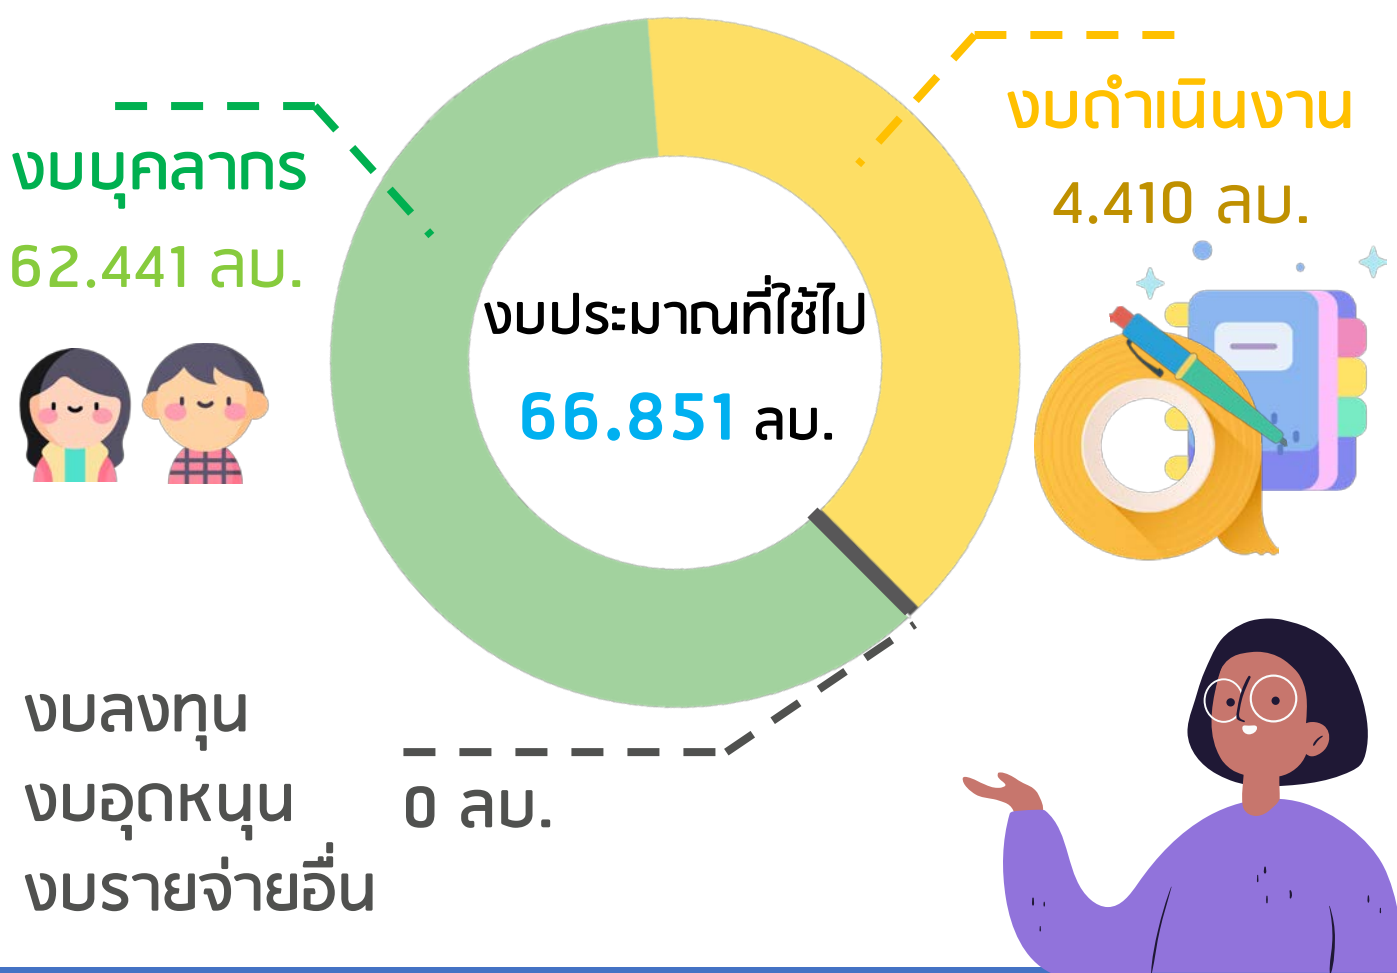 งบดำเนินงาน
4.410 ลบ.
งบบุคลากร
62.441 ลบ.
งบประมาณที่ใช้ไป
66.851 ลบ.
งบลงทุน
งบอุดหนุน
งบรายจ่ายอื่น
0 ลบ.